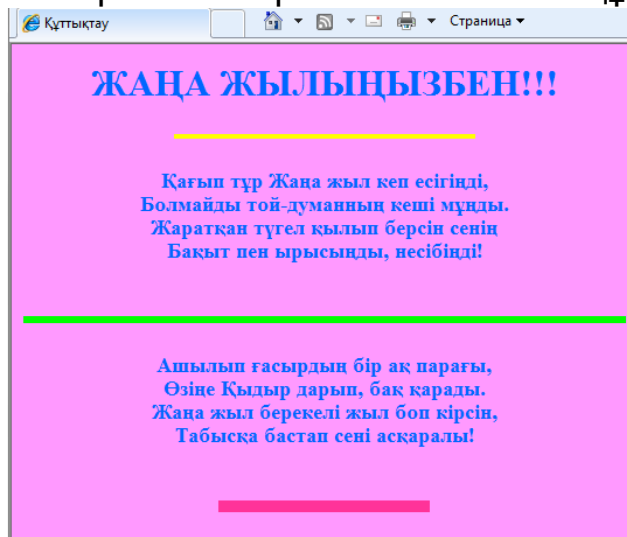 Құттықтау
Страница
ЖАҢА ЖЫЛЫҢЫЗБЕН!!!
Қағып тұр Жаңа жыл кеп есігіңді,
Болмайды той-думанның кеші мұңды.
Жаратқан түгел қылып берсін сенің
Бақыт пен ырысыңды, несібіңді!
Ашылып ғасырдың бір ақ парағы,
Өзіңе Қыдыр дарып, бақ қарады.
Жаңа жыл берекелі жыл боп кірсін,
Табысқа бастап сені асқаралы!